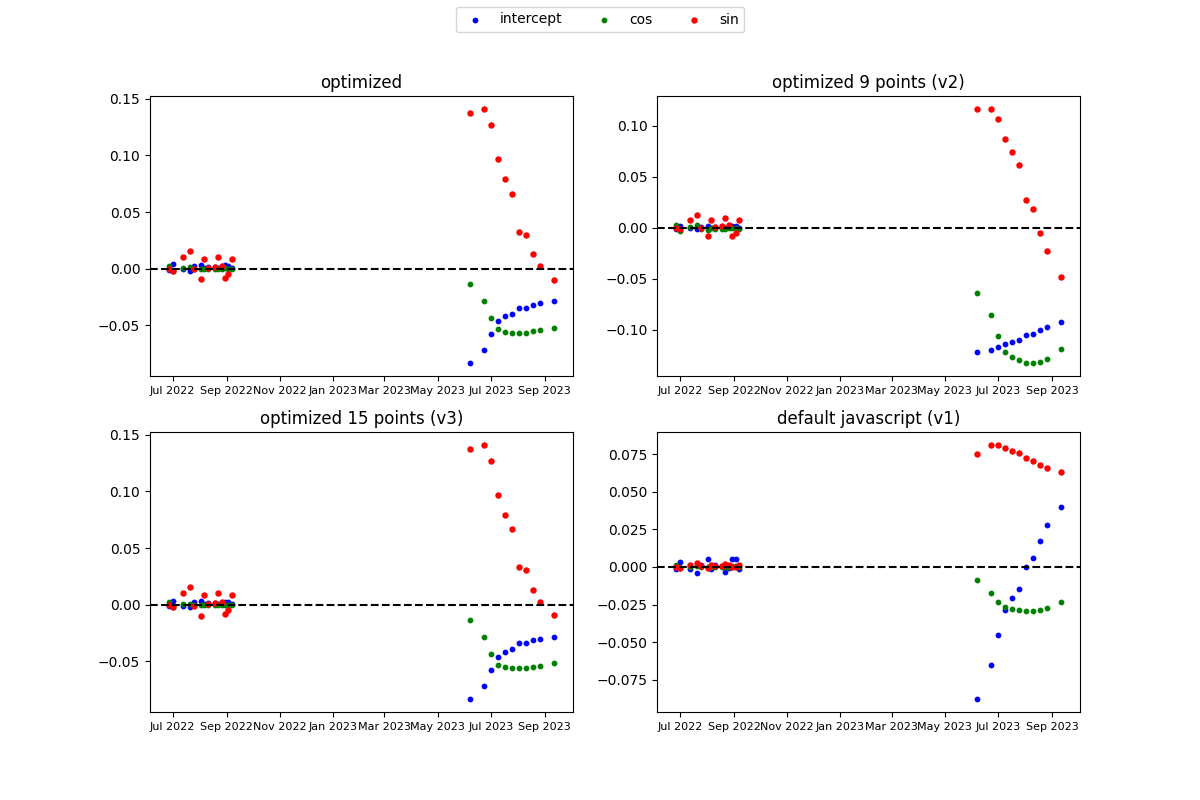 intercept cos sin
optimized
0.15
0.10
0.05
0.00
−0.05
Jul 2022 Sep 2022 Nov 2022 Jan 2023 Mar 2023 May 2023 Jul 2023 Sep 2023
optimized 9 points (v2)
0.10
0.05
0.00
−0.05
−0.10
Jul 2022 Sep 2022 Nov 2022 Jan 2023 Mar 2023 May 2023 Jul 2023 Sep 2023
optimized 15 points (v3)
0.15
0.10
0.05
0.00
−0.05
Jul 2022 Sep 2022 Nov 2022 Jan 2023 Mar 2023 May 2023 Jul 2023 Sep 2023
default javascript (v1)
0.075
0.050
0.025
0.000
−0.025
−0.050
−0.075
Jul 2022 Sep 2022 Nov 2022 Jan 2023 Mar 2023 May 2023 Jul 2023 Sep 2023